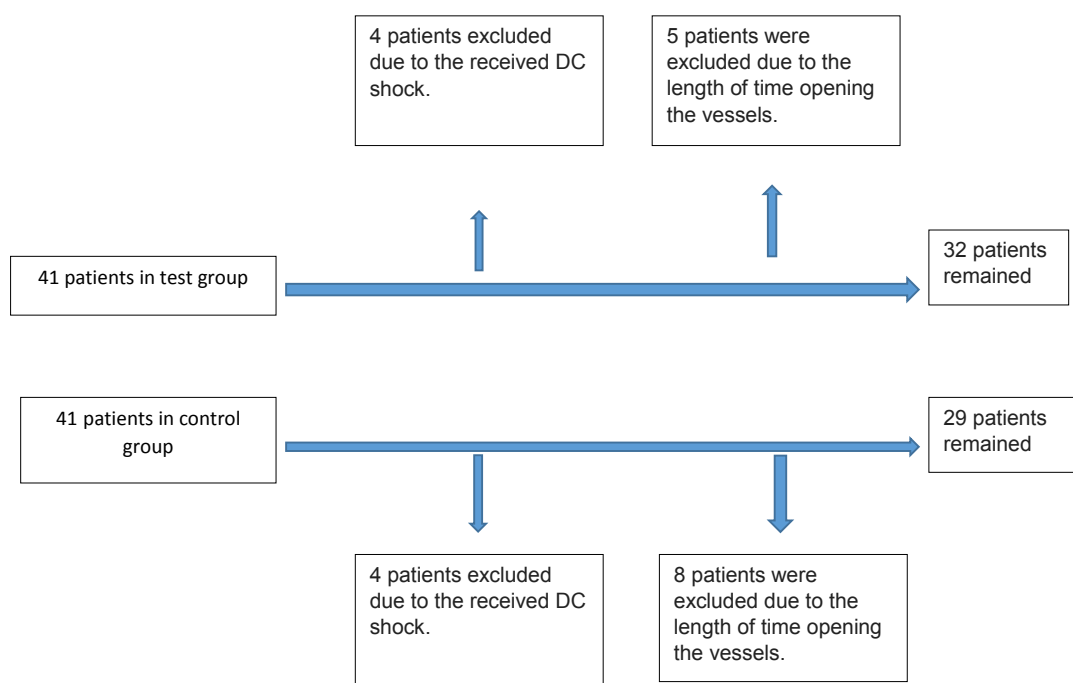 4 patients excluded
due to the received DC
shock.
5 patients were
excluded due to the
length of time opening
the vessels.
41 patients in test group
32 patients
remained
41 patients in control
group
29 patients
remained
4 patients excluded
due to the received DC
shock.
8 patients were
excluded due to the
length of time opening
the vessels.